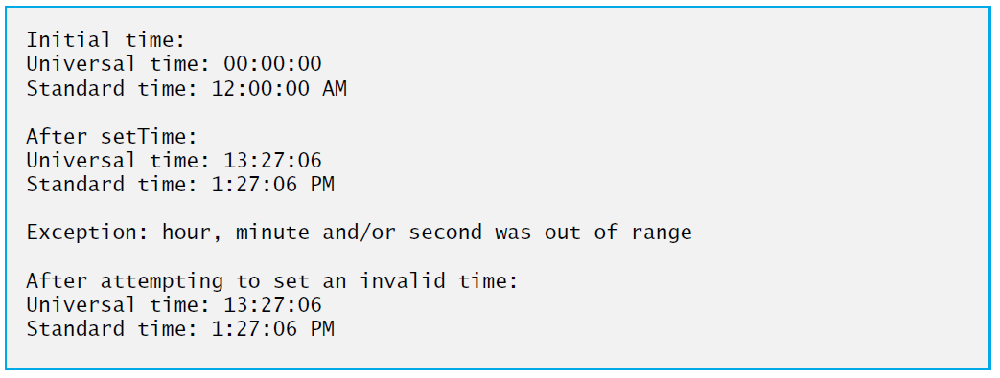 Initial time:
Universal time: 00:00:00
Standard time: 12:00:00 AM
After setTime:
Universal time: 13:27:06
Standard time: 1:27:06 PM
Exception: hour, minute and/or second was out of range
After attempting to set an invalid time:
Universal time: 13:27:06
Standard time: 1:27:06 PM